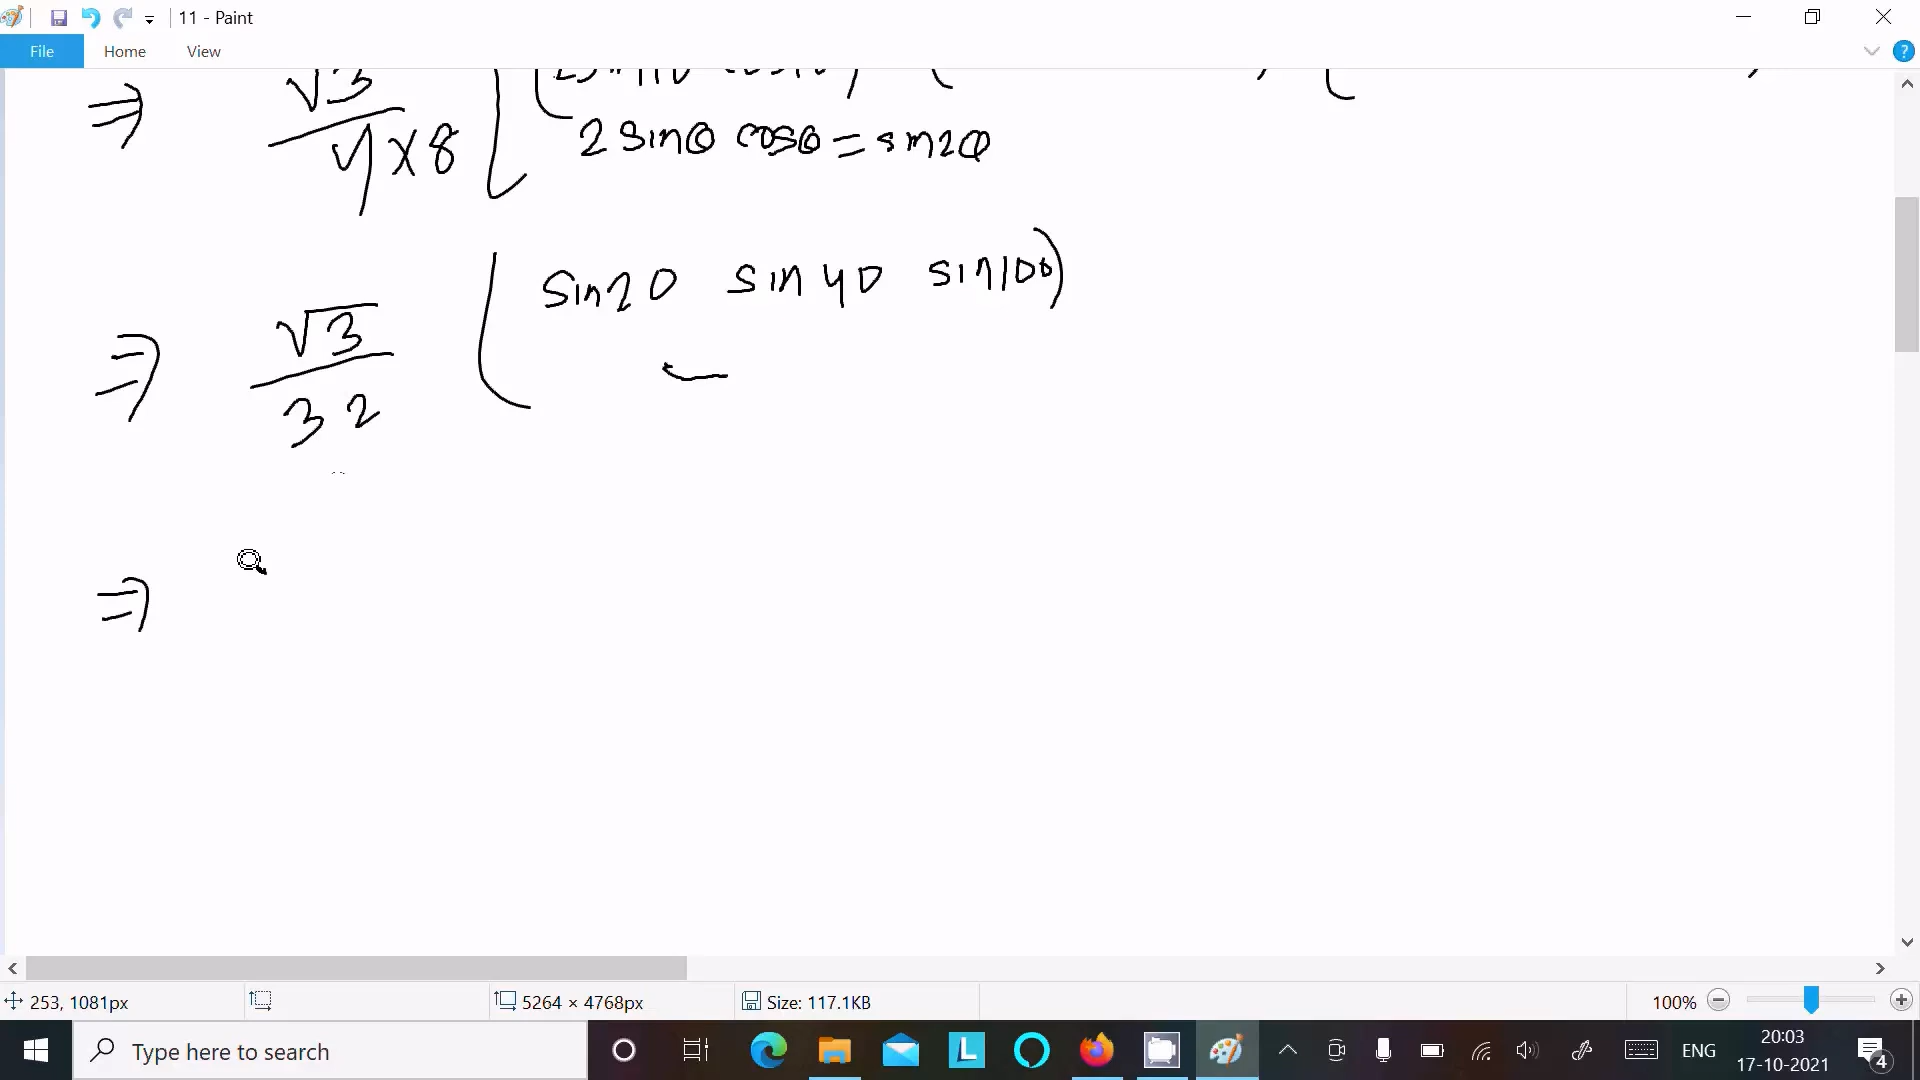 11 - Paint
File Home View
⇒ √3 / 4×8 [
2 sinθ cosθ = sin2θ
⇒ √3 / 32 ( sin20 sin40 sin100 )
⇒
253, 1081px 5264 × 4768px Size: 117.1KB 100%
Type here to search
ENG
20:03
17-10-2021
4